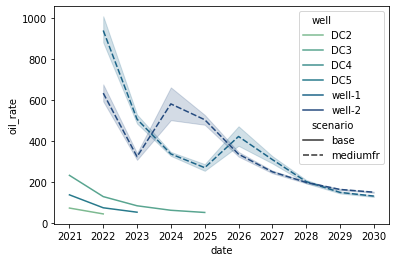 1000
800
600
400
200
0
oil_rate
well
DC2
DC3
DC4
DC5
well-1
well-2
scenario
base
mediumfr
2021 2022 2023 2024 2025 2026 2027 2028 2029 2030
date